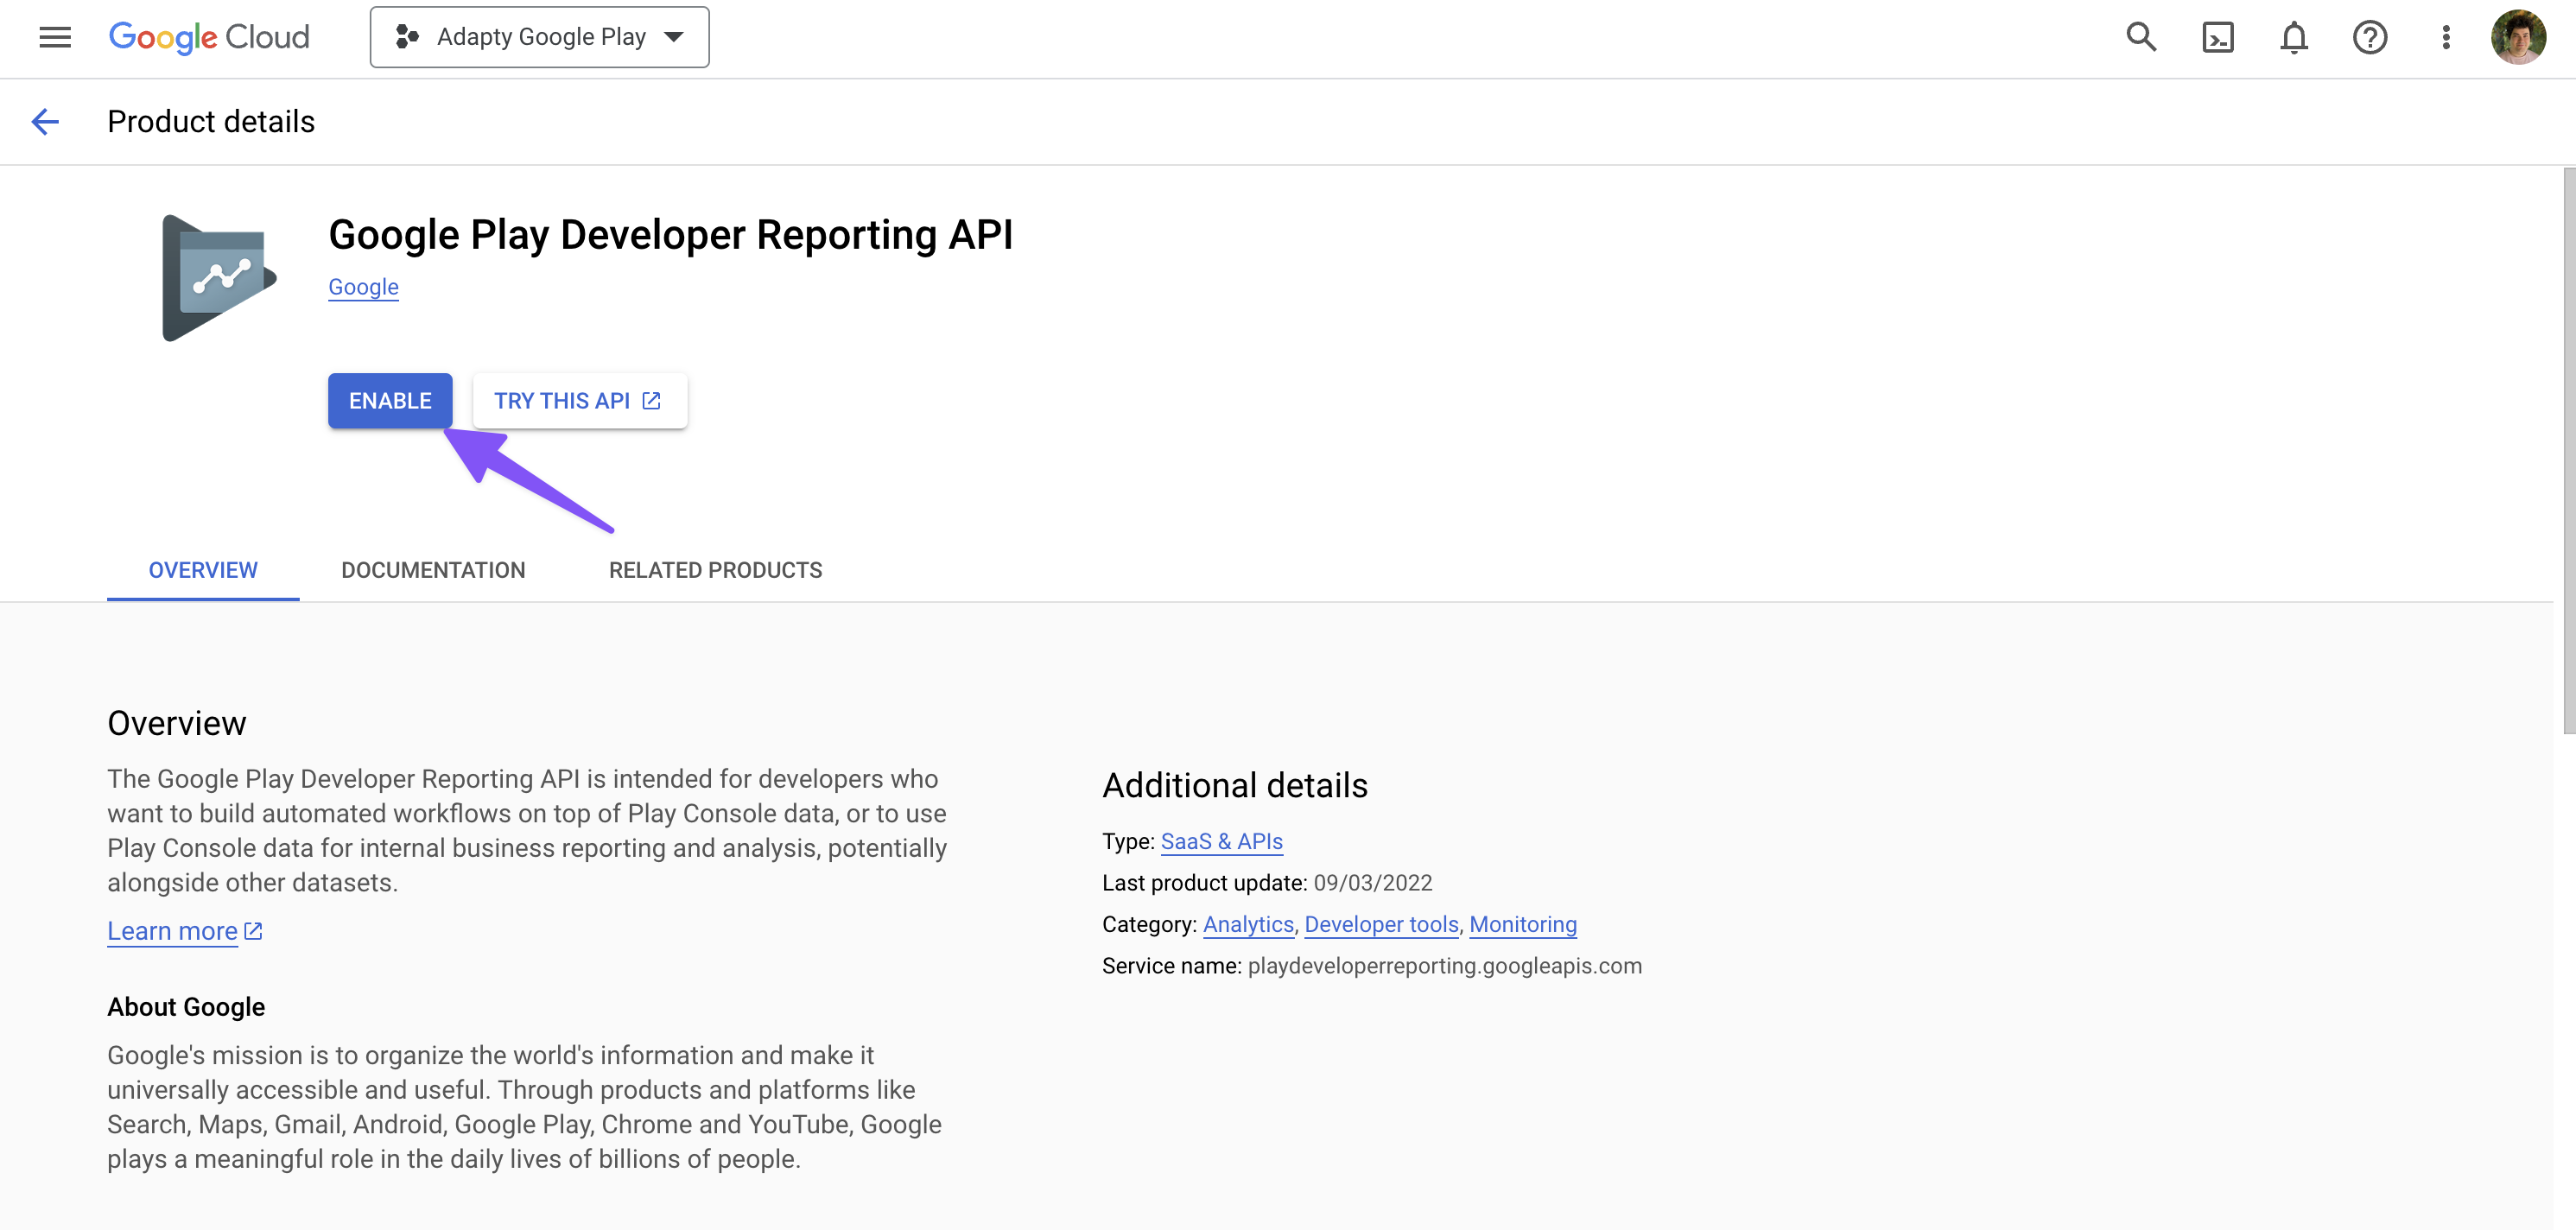 Google Cloud
Adapty Google Play
Product details
Google Play Developer Reporting API
Google
ENABLE
TRY THIS API
OVERVIEW
DOCUMENTATION
RELATED PRODUCTS
Overview
The Google Play Developer Reporting API is intended for developers who
want to build automated workflows on top of Play Console data, or to use
Play Console data for internal business reporting and analysis, potentially
alongside other datasets.
Learn more
About Google
Google's mission is to organize the world's information and make it
universally accessible and useful. Through products and platforms like
Search, Maps, Gmail, Android, Google Play, Chrome and YouTube, Google
plays a meaningful role in the daily lives of billions of people.
Additional details
Type: SaaS & APIs
Last product update: 09/03/2022
Category: Analytics, Developer tools, Monitoring
Service name: playdeveloperreporting.googleapis.com